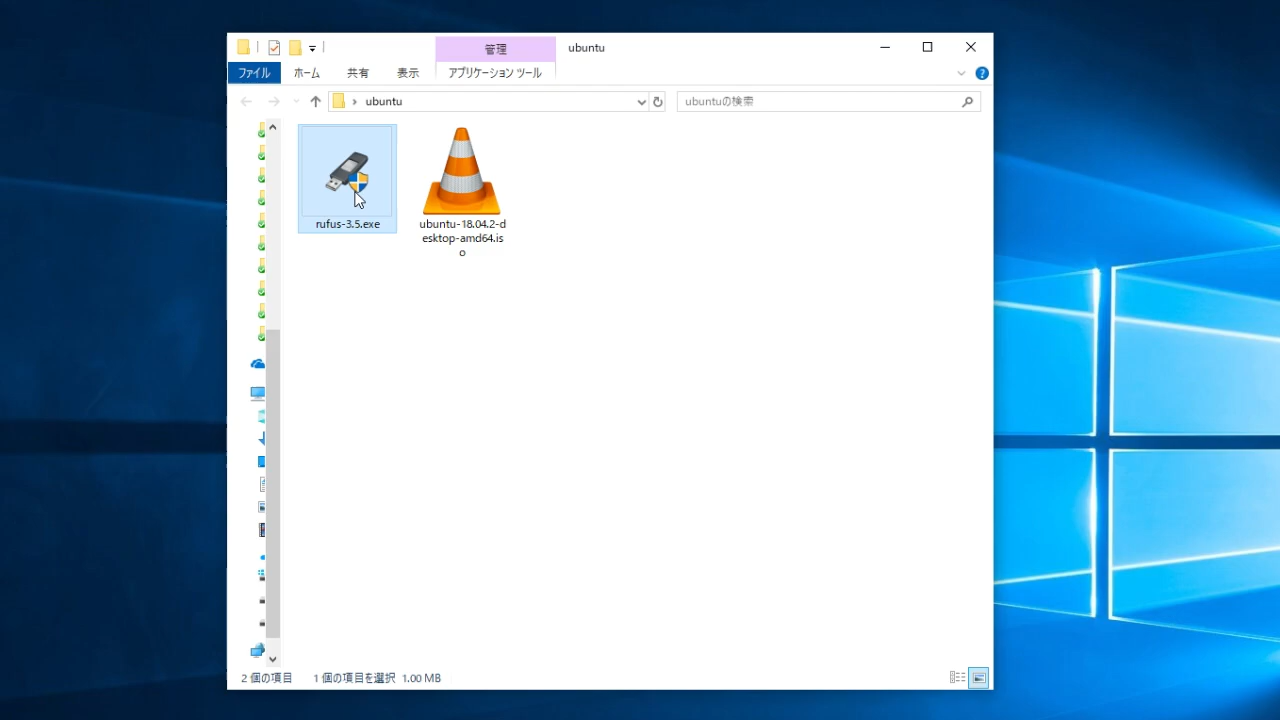 管理
ubuntu
ファイル
ホーム
共有
表示
アプリケーション ツール
ubuntu
ubuntuの検索
rufus-3.5.exe
ubuntu-18.04.2-d
esktop-amd64.is
o
2 個の項目
1 個の項目を選択 1.00 MB